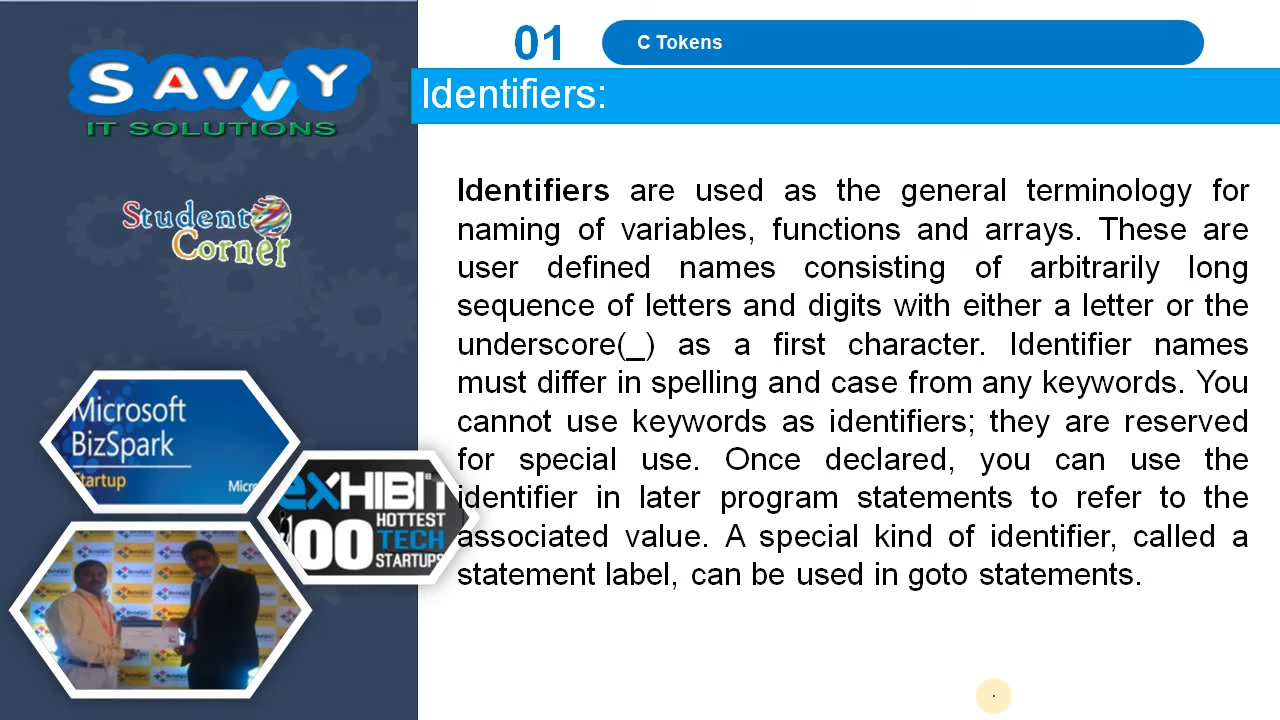 SAVVY
IT SOLUTIONS
Student
Corner
Microsoft
BizSpark
Startup
Micro
eXHIBIT
100
HOTTEST
TECH
STARTUPS
01
C Tokens
Identifiers:
Identifiers are used as the general terminology for
naming of variables, functions and arrays. These are
user defined names consisting of arbitrarily long
sequence of letters and digits with either a letter or the
underscore(_) as a first character. Identifier names
must differ in spelling and case from any keywords. You
cannot use keywords as identifiers; they are reserved
for special use. Once declared, you can use the
identifier in later program statements to refer to the
associated value. A special kind of identifier, called a
statement label, can be used in goto statements.